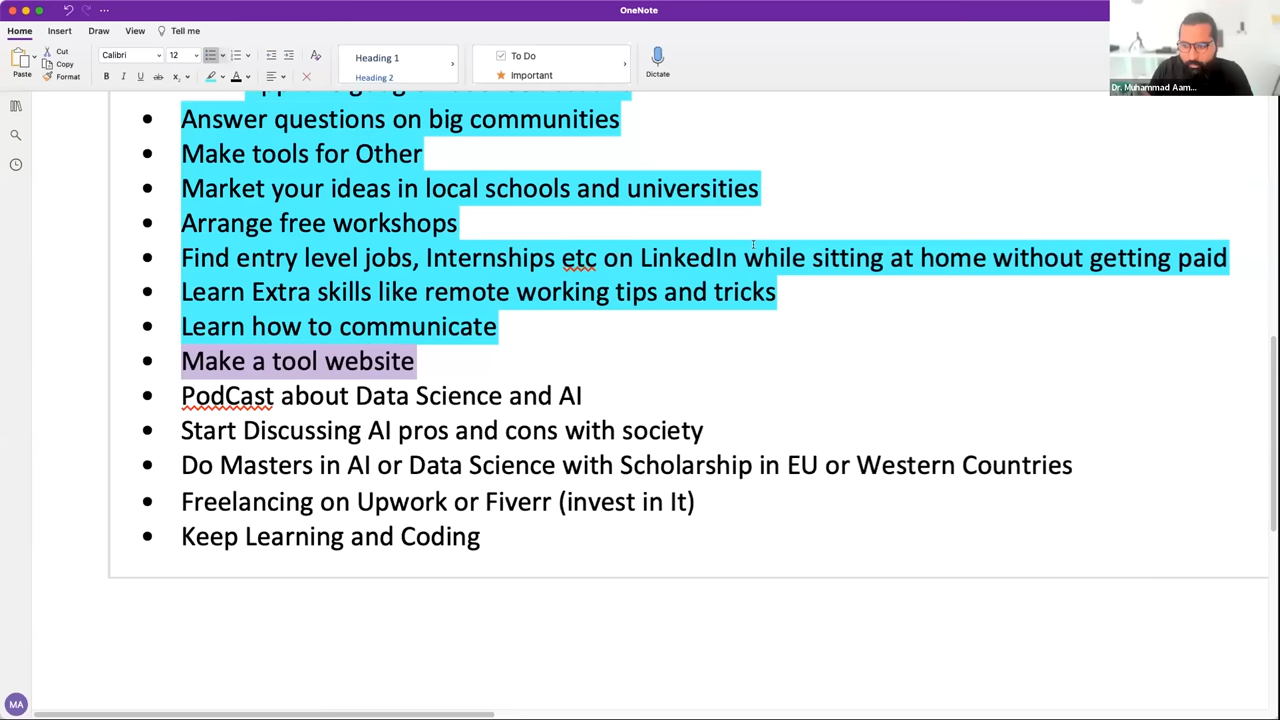 OneNote
Home Insert Draw View Tell me
Paste
Cut
Copy
Format
Calibri 12
Heading 1
Heading 2
To Do
Important
Dictate
Dr. Muhammad Aam...
• Answer questions on big communities
• Make tools for Other
• Market your ideas in local schools and universities
• Arrange free workshops
• Find entry level jobs, Internships etc on LinkedIn while sitting at home without getting paid
• Learn Extra skills like remote working tips and tricks
• Learn how to communicate
• Make a tool website
• PodCast about Data Science and AI
• Start Discussing AI pros and cons with society
• Do Masters in AI or Data Science with Scholarship in EU or Western Countries
• Freelancing on Upwork or Fiverr (invest in It)
• Keep Learning and Coding
MA